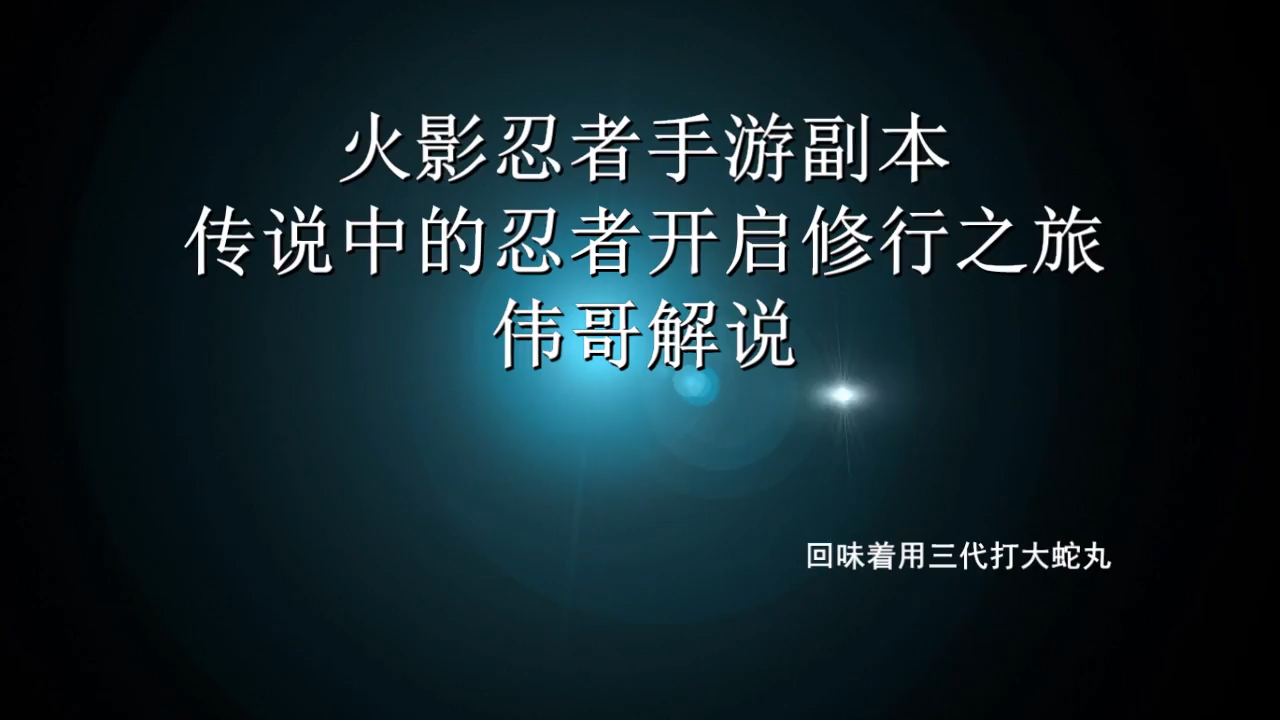 火影忍者手游副本
传说中的忍者开启修行之旅
伟哥解说
回味着用三代打大蛇丸